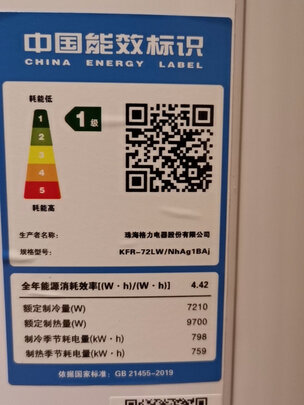 中国能效标识
CHINA ENERGY LABEL
耗能低
1
2
3
4
5
耗能高
1级
生产者名称: 珠海格力电器股份有限公司
规格型号: KFR-72LW/NhAg1BAj
全年能源消耗效率[(W·h)/(W·h)] 4.42
额定制冷量(W) 7210
额定制热量(W) 9700
制冷季节耗电量(kW·h) 798
制热季节耗电量(kW·h) 759
依据国家标准: GB 21455-2019